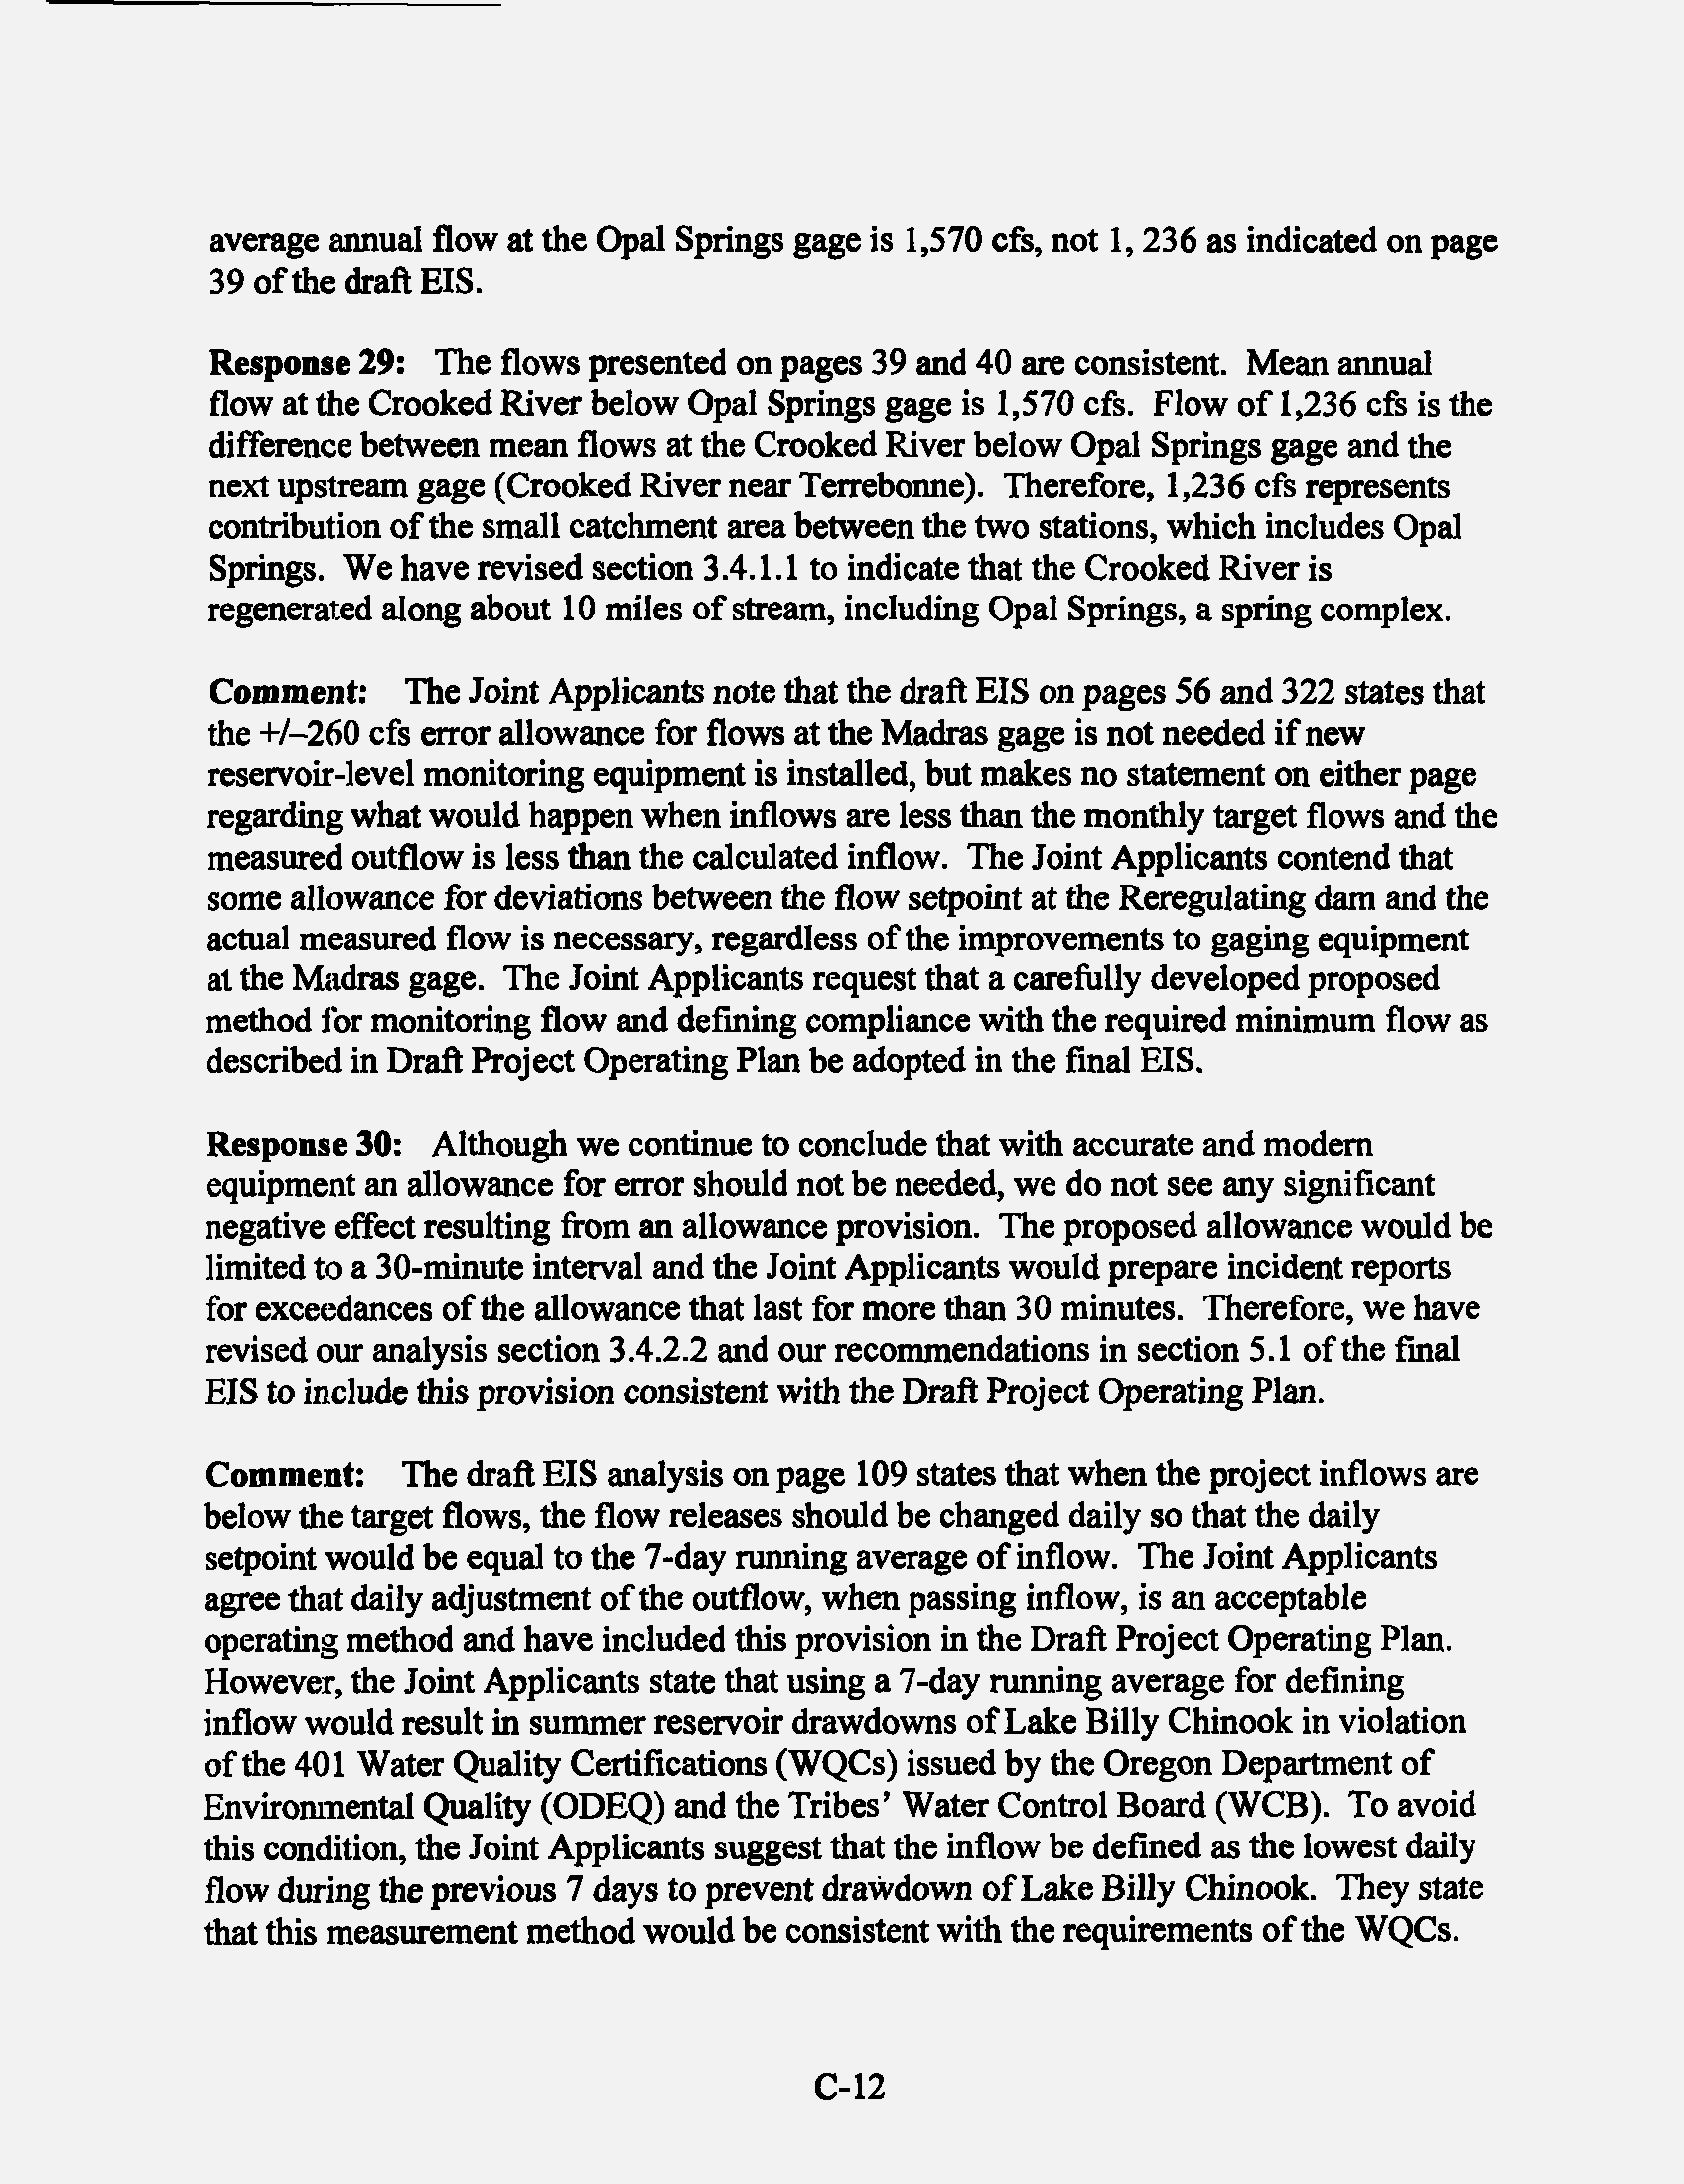 average annual flow at the Opal Springs gage is 1,570 cfs, not 1, 236 as indicated on page
39 of the draft EIS.
Response 29: The flows presented on pages 39 and 40 are consistent. Mean annual
flow at the Crooked River below Opal Springs gage is 1,570 cfs. Flow of 1,236 cfs is the
difference between mean flows at the Crooked River below Opal Springs gage and the
next upstream gage (Crooked River near Terrebonne). Therefore, 1,236 cfs represents
contribution of the small catchment area between the two stations, which includes Opal
Springs. We have revised section 3.4.1.1 to indicate that the Crooked River is
regenerated along about 10 miles of stream, including Opal Springs, a spring complex.
Comment: The Joint Applicants note that the draft EIS on pages 56 and 322 states that
the +/–260 cfs error allowance for flows at the Madras gage is not needed if new
reservoir-level monitoring equipment is installed, but makes no statement on either page
regarding what would happen when inflows are less than the monthly target flows and the
measured outflow is less than the calculated inflow. The Joint Applicants contend that
some allowance for deviations between the flow setpoint at the Reregulating dam and the
actual measured flow is necessary, regardless of the improvements to gaging equipment
at the Madras gage. The Joint Applicants request that a carefully developed proposed
method for monitoring flow and defining compliance with the required minimum flow as
described in Draft Project Operating Plan be adopted in the final EIS.
Response 30: Although we continue to conclude that with accurate and modern
equipment an allowance for error should not be needed, we do not see any significant
negative effect resulting from an allowance provision. The proposed allowance would be
limited to a 30-minute interval and the Joint Applicants would prepare incident reports
for exceedances of the allowance that last for more than 30 minutes. Therefore, we have
revised our analysis section 3.4.2.2 and our recommendations in section 5.1 of the final
EIS to include this provision consistent with the Draft Project Operating Plan.
Comment: The draft EIS analysis on page 109 states that when the project inflows are
below the target flows, the flow releases should be changed daily so that the daily
setpoint would be equal to the 7-day running average of inflow. The Joint Applicants
agree that daily adjustment of the outflow, when passing inflow, is an acceptable
operating method and have included this provision in the Draft Project Operating Plan.
However, the Joint Applicants state that using a 7-day running average for defining
inflow would result in summer reservoir drawdowns of Lake Billy Chinook in violation
of the 401 Water Quality Certifications (WQCs) issued by the Oregon Department of
Environmental Quality (ODEQ) and the Tribes' Water Control Board (WCB). To avoid
this condition, the Joint Applicants suggest that the inflow be defined as the lowest daily
flow during the previous 7 days to prevent drawdown of Lake Billy Chinook. They state
that this measurement method would be consistent with the requirements of the WQCs.
C-12